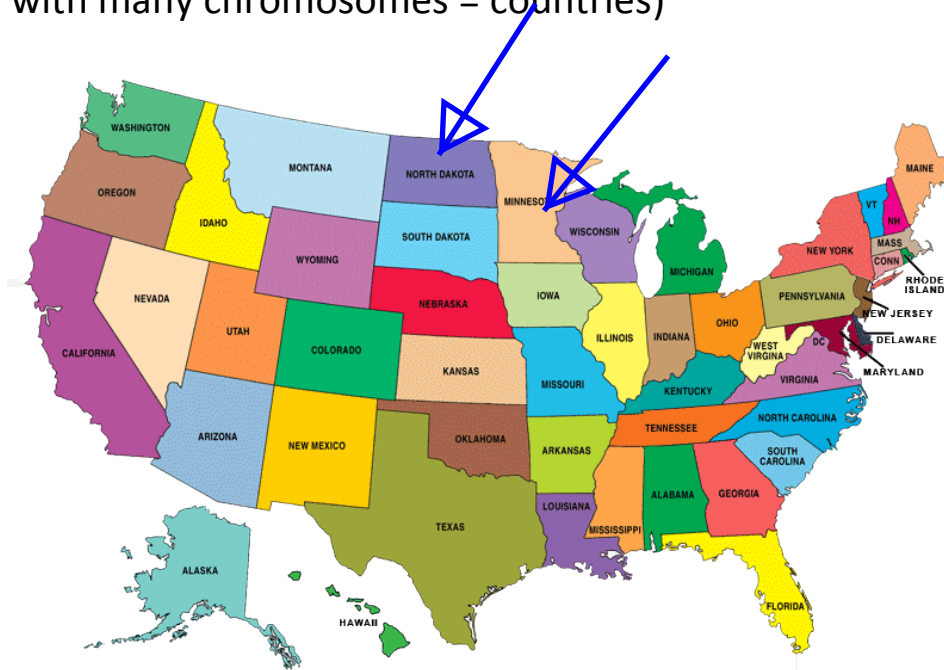 with many chromosomes = countries)
WASHINGTON
OREGON
IDAHO
MONTANA
NORTH DAKOTA
MINNESOT
SOUTH DAKOTA
WISCONSIN
MICHIGAN
WYOMING
NEBRASKA
IOWA
NEVADA
UTAH
COLORADO
KANSAS
CALIFORNIA
ARIZONA
NEW MEXICO
OKLAHOMA
TEXAS
MISSOURI
ARKANSAS
LOUISIANA
MISSISSIPPI
ALABAMA
GEORGIA
FLORIDA
TENNESSEE
KENTUCKY
ILLINOIS
INDIANA
OHIO
WEST
VIRGINA
VIRGINIA
NORTH CAROLINA
SOUTH
CAROLINA
PENNSYLVANIA
NEW YORK
VT
NH
MAINE
MASS
CONN
RHODE
ISLAND
NEW JERSEY
DELAWARE
DC
MARYLAND
ALASKA
HAWAII